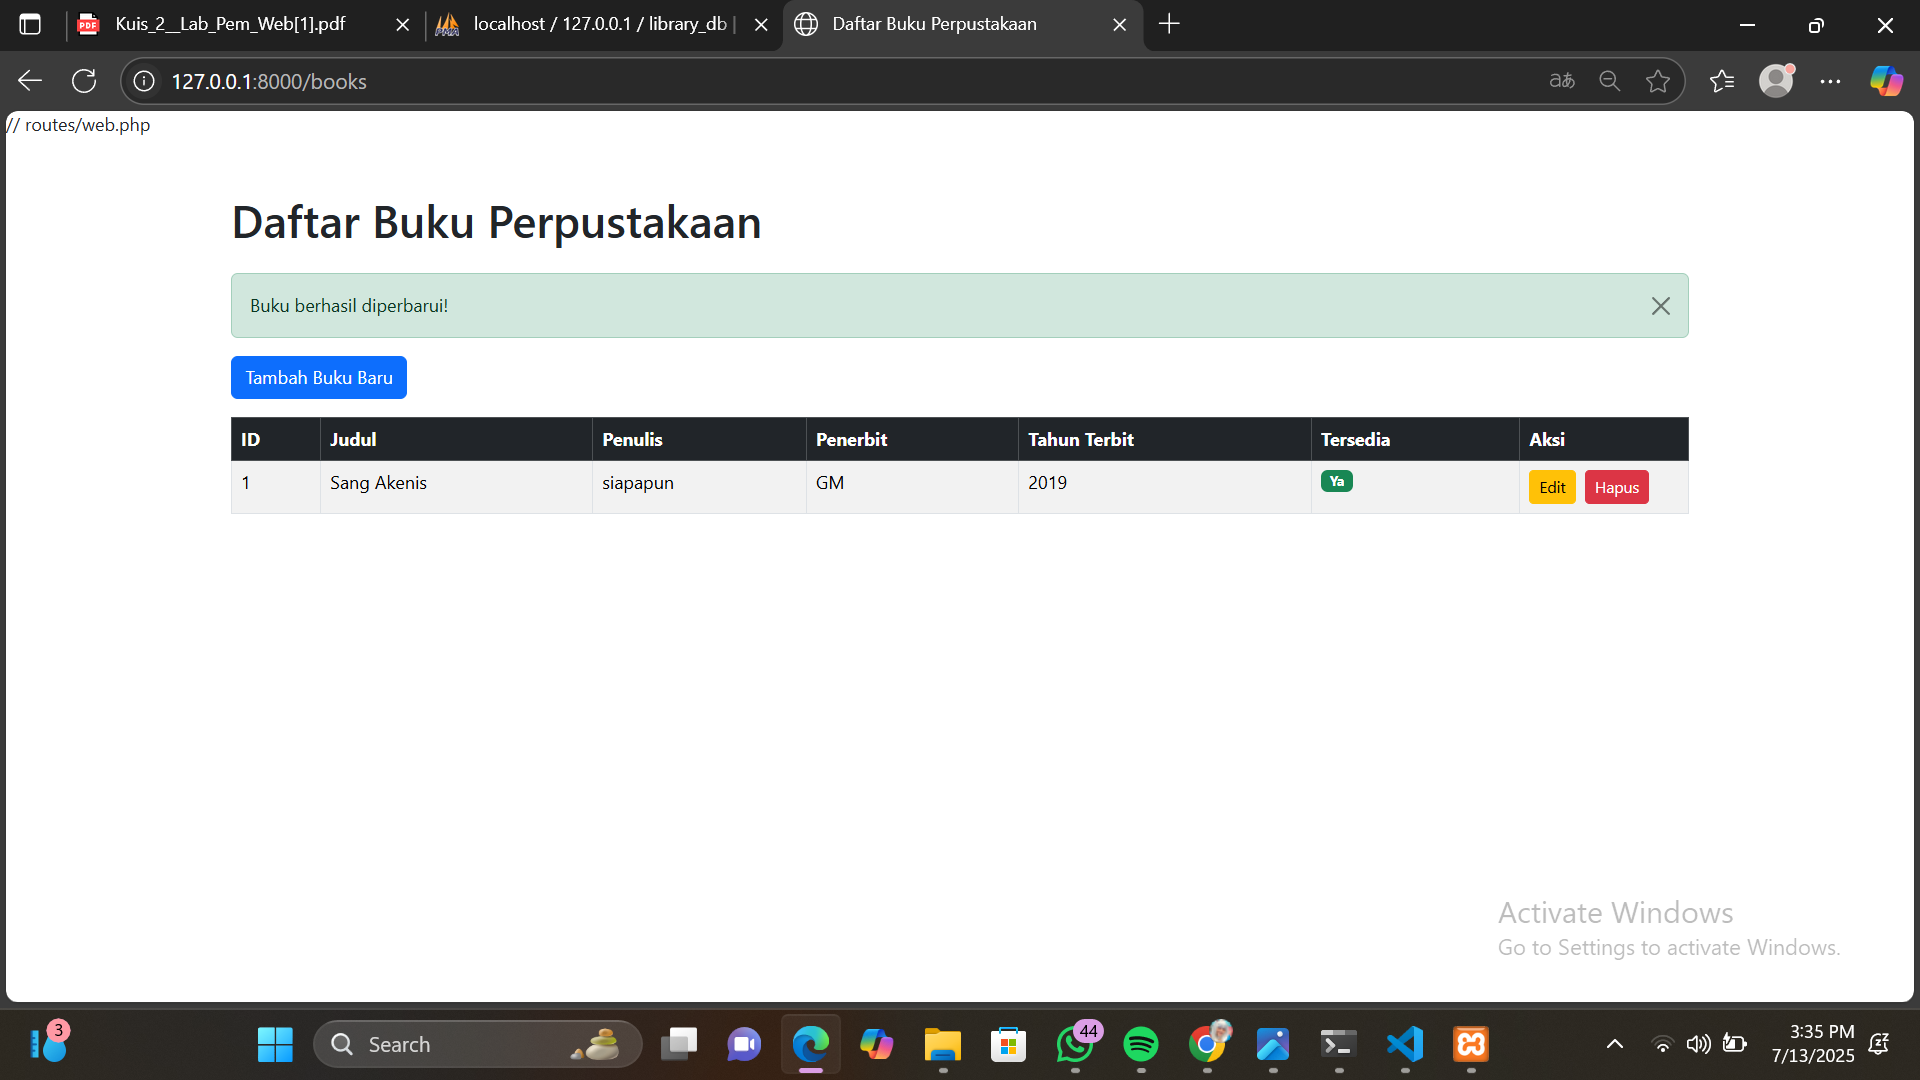 Kuis_2__Lab_Pem_Web[1].pdf
localhost / 127.0.0.1 / library_db |
Daftar Buku Perpustakaan
127.0.0.1:8000/books
// routes/web.php
Daftar Buku Perpustakaan
Buku berhasil diperbarui!
Tambah Buku Baru
ID Judul Penulis Penerbit Tahun Terbit Tersedia Aksi
1 Sang Akenis siapapun GM 2019 Ya Edit Hapus
Activate Windows
Go to Settings to activate Windows.
3
Search
44
3:35 PM
7/13/2025